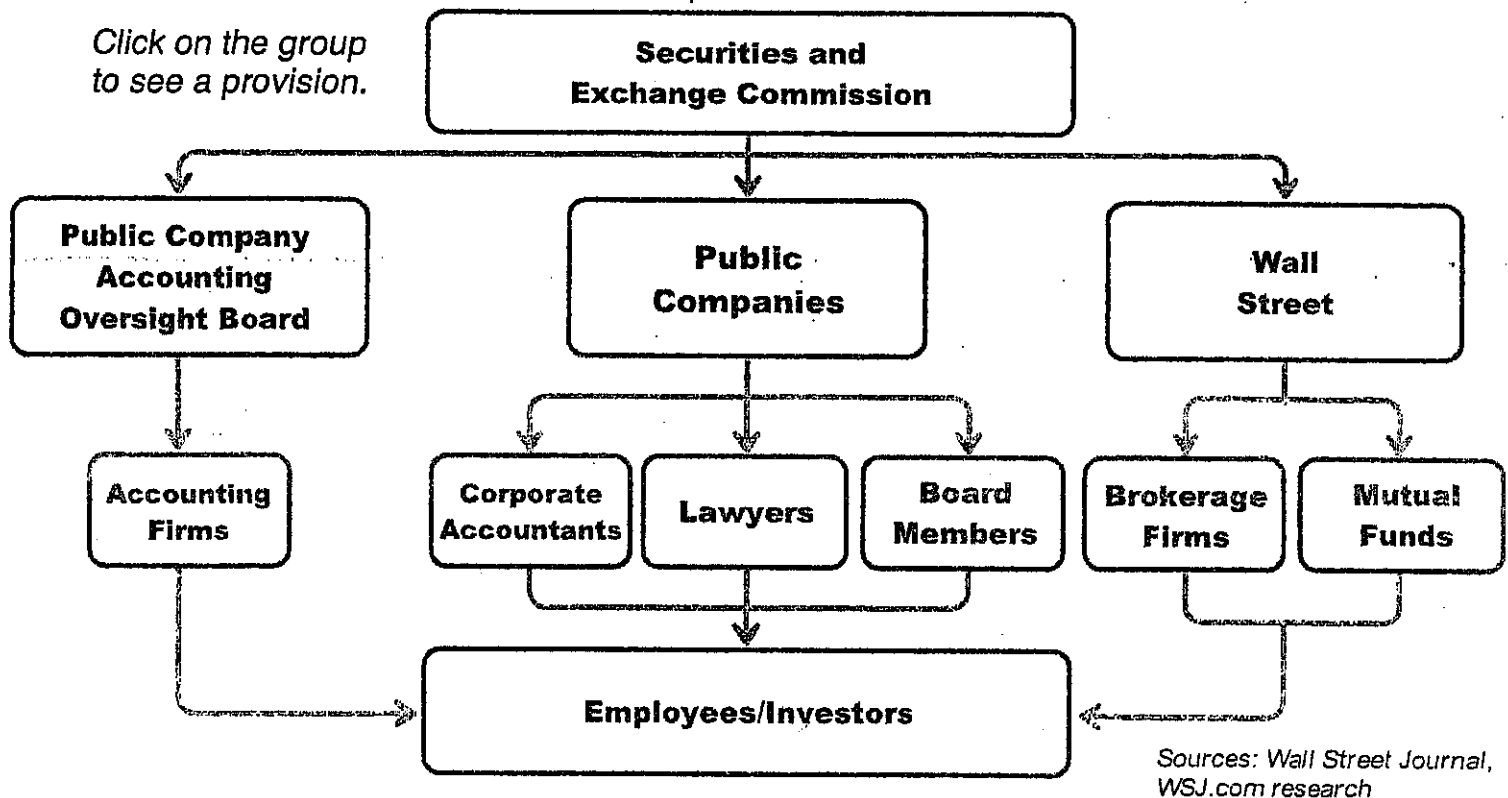 Click on the group
to see a provision.
Securities and
Exchange Commission
Public Company
Accounting
Oversight Board
Public
Companies
Wall
Street
Accounting
Firms
Corporate
Accountants
Lawyers
Board
Members
Brokerage
Firms
Mutual
Funds
Employees/Investors
Sources: Wall Street Journal,
WSJ.com research